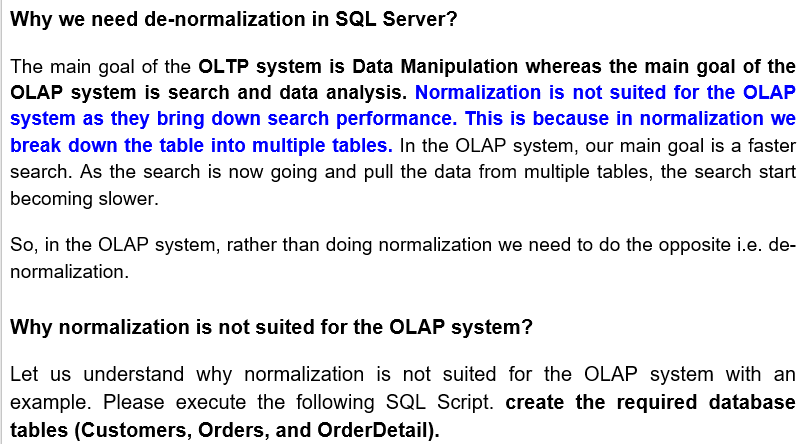 Why we need de-normalization in SQL Server?
The main goal of the OLTP system is Data Manipulation whereas the main goal of the
OLAP system is search and data analysis. Normalization is not suited for the OLAP
system as they bring down search performance. This is because in normalization we
break down the table into multiple tables. In the OLAP system, our main goal is a faster
search. As the search is now going and pull the data from multiple tables, the search start
becoming slower.
So, in the OLAP system, rather than doing normalization we need to do the opposite i.e. de-
normalization.
Why normalization is not suited for the OLAP system?
Let us understand why normalization is not suited for the OLAP system with an
example. Please execute the following SQL Script. create the required database
tables (Customers, Orders, and OrderDetail).